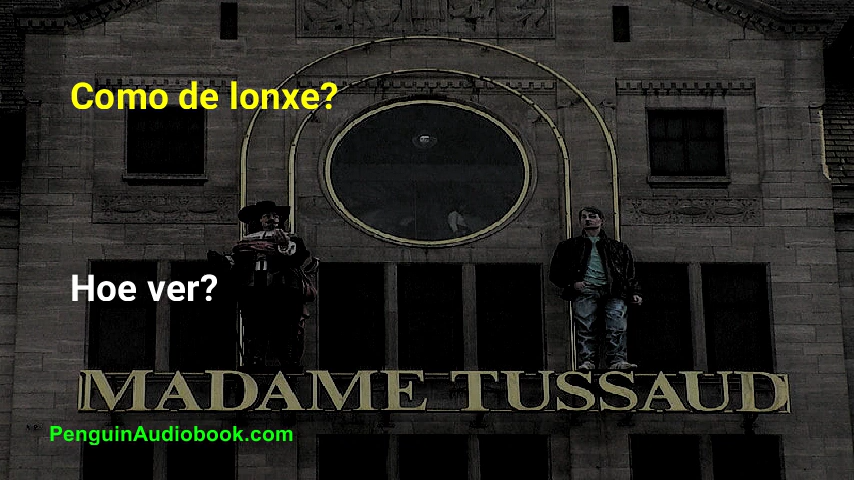 Como de lonxe?
Hoe ver?
MADAME TUSSAUD
PenguinAudiobook.com